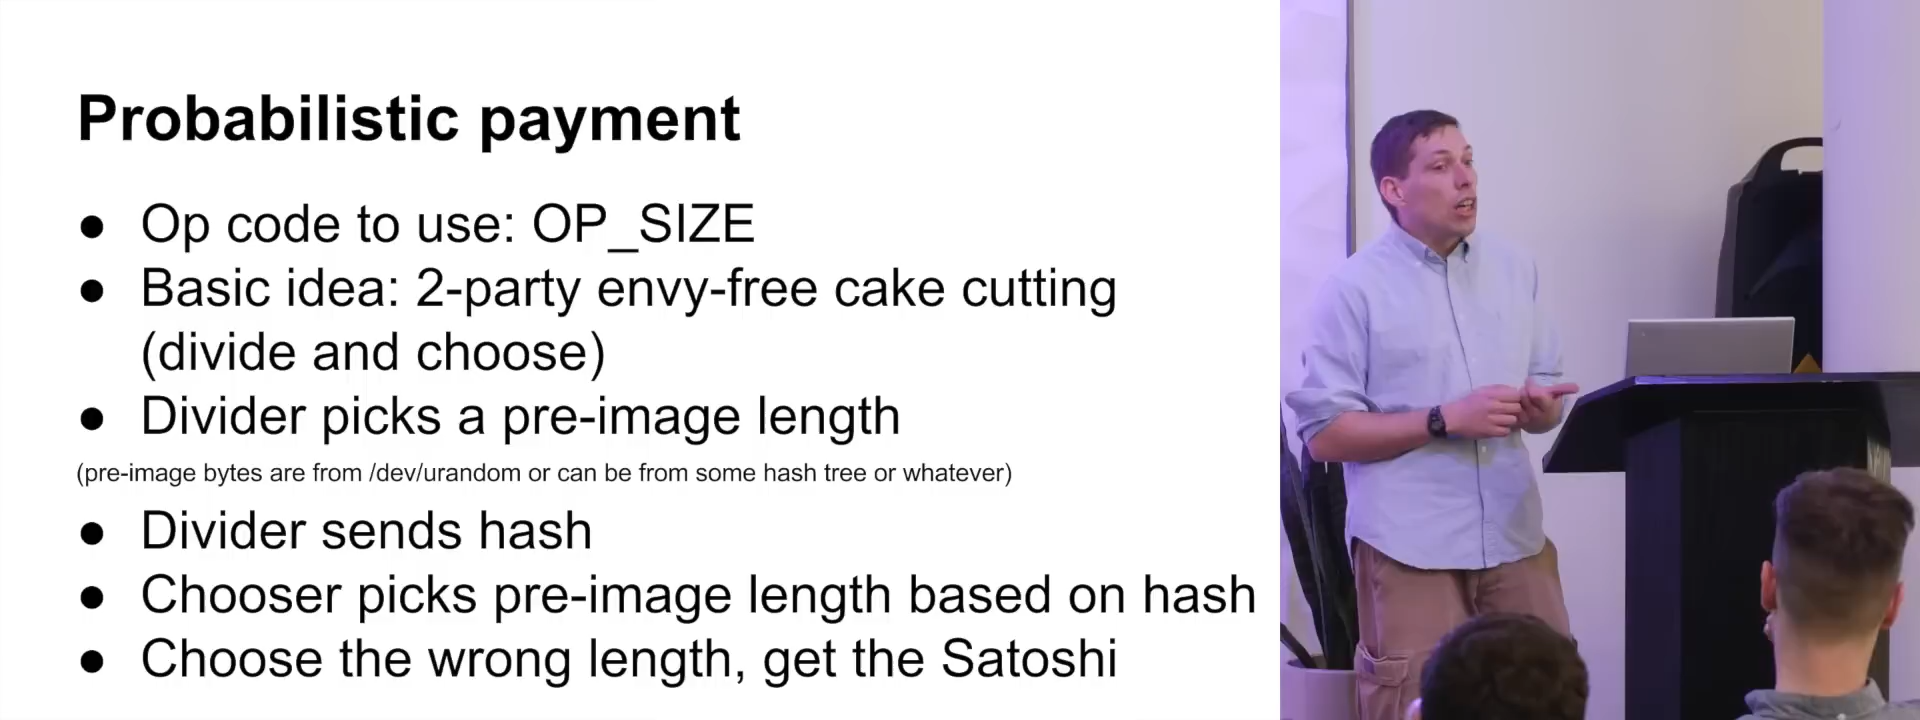 Probabilistic payment
● Op code to use: OP_SIZE
● Basic idea: 2-party envy-free cake cutting
(divide and choose)
● Divider picks a pre-image length
(pre-image bytes are from /dev/urandom or can be from some hash tree or whatever)
● Divider sends hash
● Chooser picks pre-image length based on hash
● Choose the wrong length, get the Satoshi